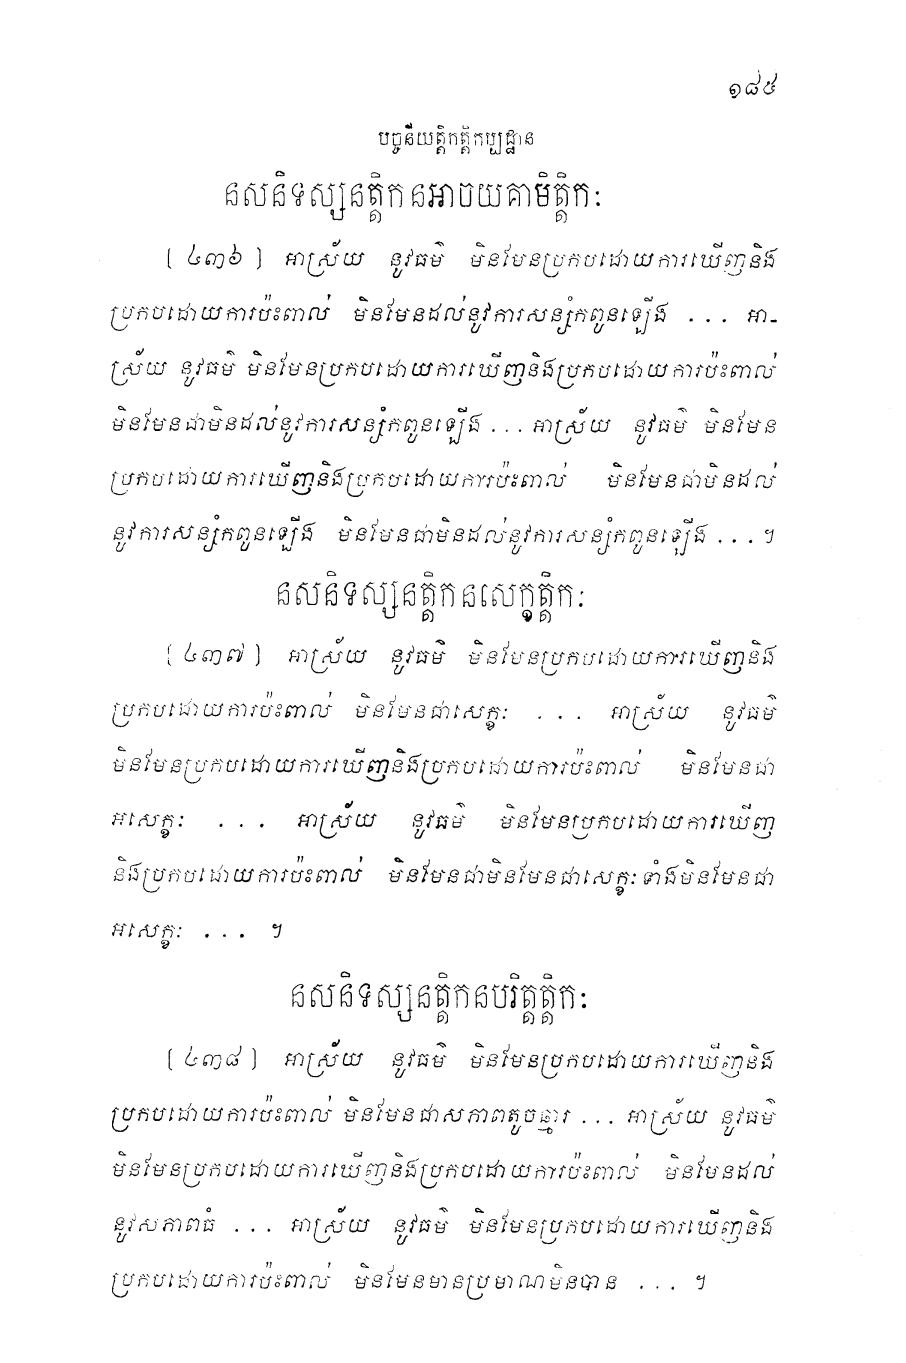 ១៨៥
បច្ចនីយត្តិកត្តិកប្បដ្ឋាន
នសនិទស្សនត្តិកនអាចយគាមិត្តិកៈ
[ ៤៣៦ ] អាស្រ័យ នូវធម៌ មិនមែនប្រកបដោយការឃើញនិង
ប្រកបដោយការប៉ះពាល់ មិនមែនដល់នូវការសន្សំកពូនឡើង ... អា-
ស្រ័យ នូវធម៌ មិនមែនប្រកបដោយការឃើញនិងប្រកបដោយការប៉ះពាល់
មិនមែនជាមិនដល់នូវការសន្សំកពូនឡើង ... អាស្រ័យ នូវធម៌ មិនមែន
ប្រកបដោយការឃើញនិងប្រកបដោយការប៉ះពាល់ មិនមែនជាមិនដល់
នូវការសន្សំកពូនឡើង មិនមែនជាមិនដល់នូវការសន្សំកពូនឡើង ... ។
នសនិទស្សនត្តិកនសេក្ខត្តិកៈ
[ ៤៣៧ ] អាស្រ័យ នូវធម៌ មិនមែនប្រកបដោយការឃើញនិង
ប្រកបដោយការប៉ះពាល់ មិនមែនជាសេក្ខៈ ... អាស្រ័យ នូវធម៌
មិនមែនប្រកបដោយការឃើញនិងប្រកបដោយការប៉ះពាល់ មិនមែនជា
អសេក្ខៈ ... អាស្រ័យ នូវធម៌ មិនមែនប្រកបដោយការឃើញ
និងប្រកបដោយការប៉ះពាល់ មិនមែនជាមិនមែនជាសេក្ខៈទាំងមិនមែនជា
អសេក្ខៈ ... ។
នសនិទស្សនត្តិកនបរិត្តត្តិកៈ
[ ៤៣៨ ] អាស្រ័យ នូវធម៌ មិនមែនប្រកបដោយការឃើញនិង
ប្រកបដោយការប៉ះពាល់ មិនមែនជាសភាពតូចឆ្មារ ... អាស្រ័យ នូវធម៌
មិនមែនប្រកបដោយការឃើញនិងប្រកបដោយការប៉ះពាល់ មិនមែនដល់
នូវសភាពធំ ... អាស្រ័យ នូវធម៌ មិនមែនប្រកបដោយការឃើញនិង
ប្រកបដោយការប៉ះពាល់ មិនមែនមានប្រមាណមិនបាន ... ។